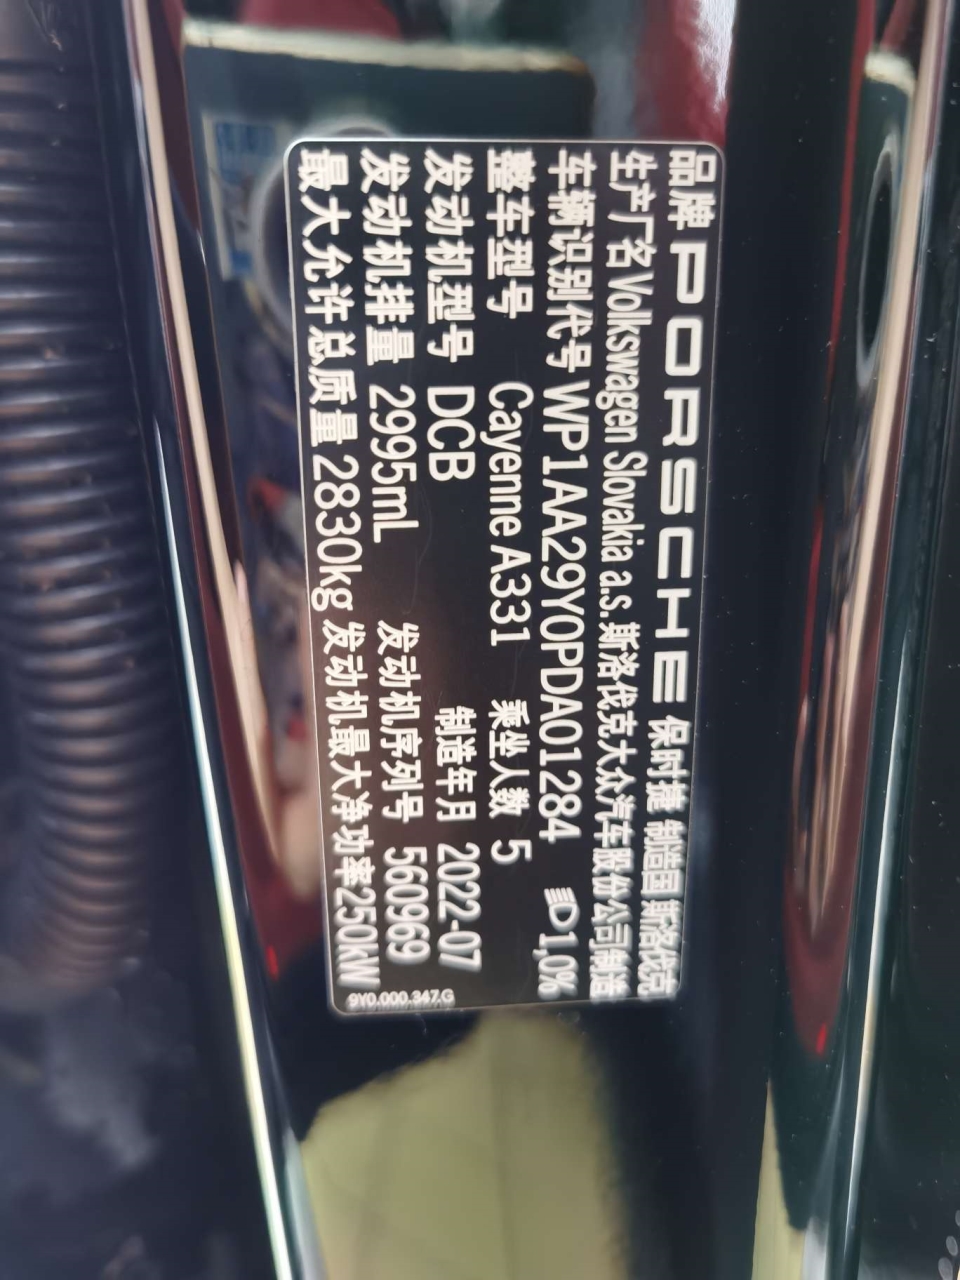 品牌 PORSCHE 保时捷 制造国 斯洛伐克
生产厂名 Volkswagen Slovakia a.s. 斯洛伐克大众汽车股份公司制造
车辆识别代号 WP1AA29Y0PDA01284 1,0%
整车型号 Cayenne A331 乘坐人数 5
发动机型号 DCB 制造年月 2022-07
发动机排量 2995mL 发动机序列号 560969
最大允许总质量 2830kg 发动机最大净功率250kW
9Y0.000.347.G